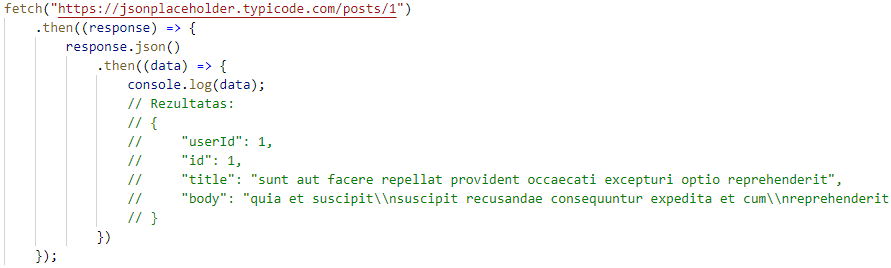 fetch("https://jsonplaceholder.typicode.com/posts/1")
    .then((response) => {
        response.json()
            .then((data) => {
                console.log(data);
                // Rezultatas:
                // {
                //     "userId": 1,
                //     "id": 1,
                //     "title": "sunt aut facere repellat provident occaecati excepturi optio reprehenderit",
                //     "body": "quia et suscipit\\nsuscipit recusandae consequuntur expedita et cum\\nreprehenderit
                // }
            })
    });